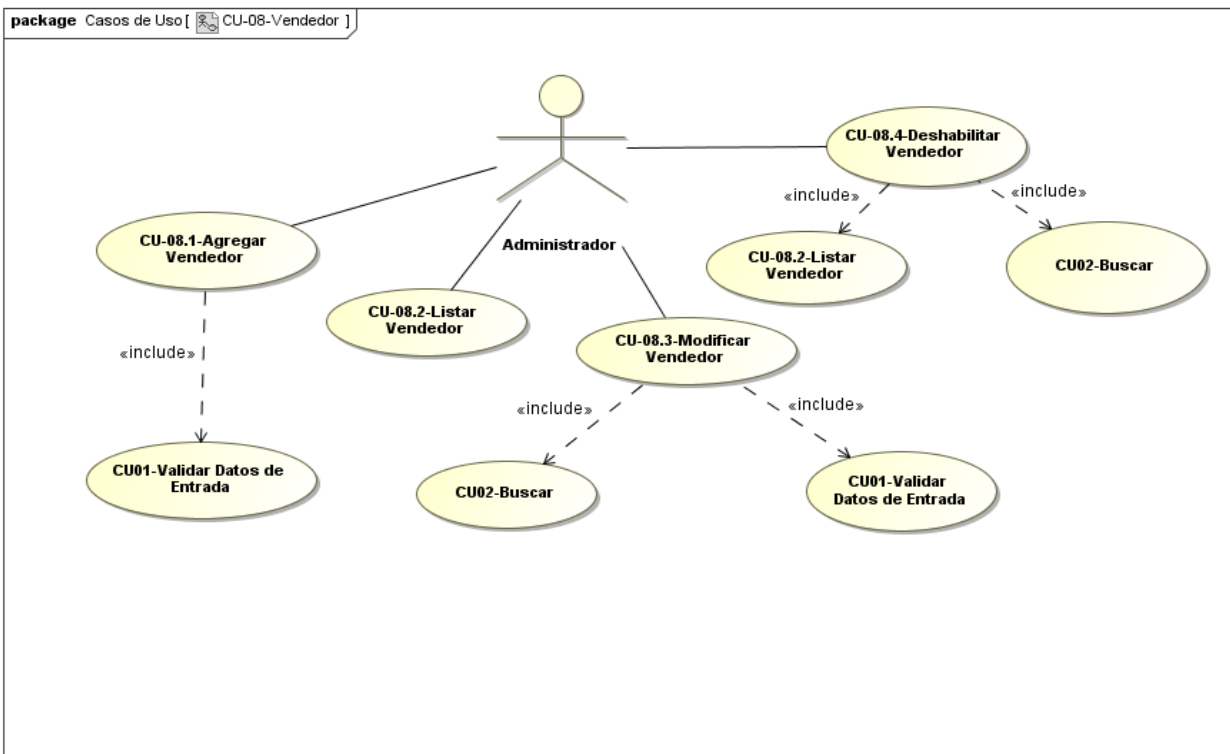 package Casos de Uso [ CU-08-Vendedor ]
CU-08.4-Deshabilitar
Vendedor
«include»
«include»
CU-08.1-Agregar
Vendedor
Administrador
CU-08.2-Listar
Vendedor
CU02-Buscar
CU-08.2-Listar
Vendedor
CU-08.3-Modificar
Vendedor
«include»
«include»
«include»
CU01-Validar Datos de
Entrada
CU02-Buscar
CU01-Validar
Datos de Entrada